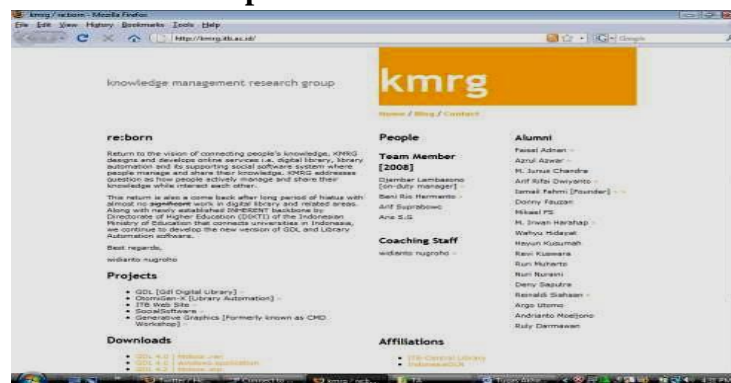 kmrg / re:born - Mozilla Firefox
File Edit View History Bookmarks Tools Help
http://kmrg.itb.ac.id/
Google
knowledge management research group
kmrg
Home / Blog / Contact
re:born
Return to the vision of connecting people's knowledge, KMRG
designs and develops online services i.e. digital library, library
automation and its supporting social software system where
people manage and share their knowledge. KMRG addresses
question as how people actively manage and share their
knowledge while interact each other.
This return is also a come back after long period of hiatus with
almost no significant work in digital library and related areas.
Along with newly established INHERENT backbone by
Directorate of Higher Education (DIKTI) of the Indonesian
Ministry of Education that connects universities in Indonesia,
we continue to develop the new version of GDL and Library
Automation software.
Best regards,
widianto nugroho
Projects
GDL [Gdl Digital Library]
OtomiGen-X [Library Automation]
ITB Web Site
SocialSoftware
Generative Graphics [Formerly known as CMD
Workshop]
Downloads
People
Team Member
[2008]
Djembar Lambasono
[on-duty manager]
Beni Rio Hermanto
Arif Suprabowo
Ana S.G
Coaching Staff
widianto nugroho
Affiliations
ITB Central Library
IndonesiaDLN
Alumni
Faisal Adnan
Azrul Azwar
M. Junus Chandra
Arif Rifai Dwiyanto
Ismail Fahmi [Founder]
Donny Fauzan
Mikael FS
M. Irwan Harahap
Wahyu Hidayat
Hayun Kusumah
Ravi Kuswara
Ruri Nuraini
Deny Saputra
Reinaldi Siahaan
Argo Utomo
Andrianto Moeljono
Ruly Darmawan